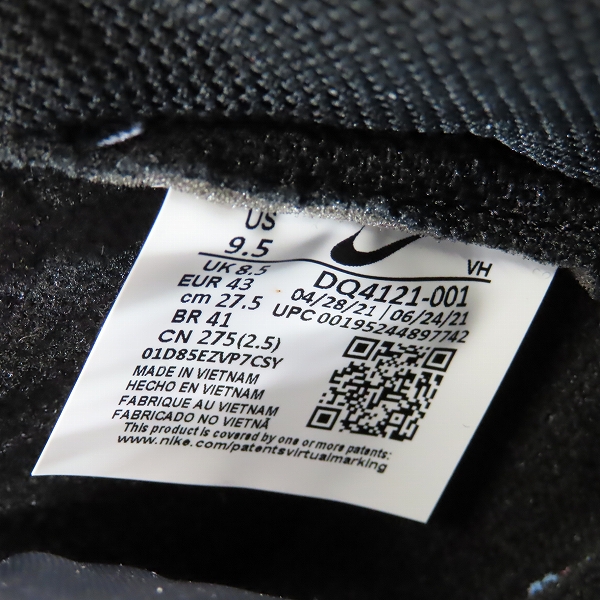 US
9.5
VH
UK 8.5
DQ4121-001
EUR 43
04/28/21 | 06/24/21
cm 27.5
UPC 00195244897742
BR 41
CN 275(2.5)
01D85EZVP7CSY
MADE IN VIETNAM
HECHO EN VIETNAM
FABRIQUE AU VIETNAM
FABRICADO NO VIETNÃ
This product is covered by one or more patents:
www.nike.com/patentsvirtualmarking